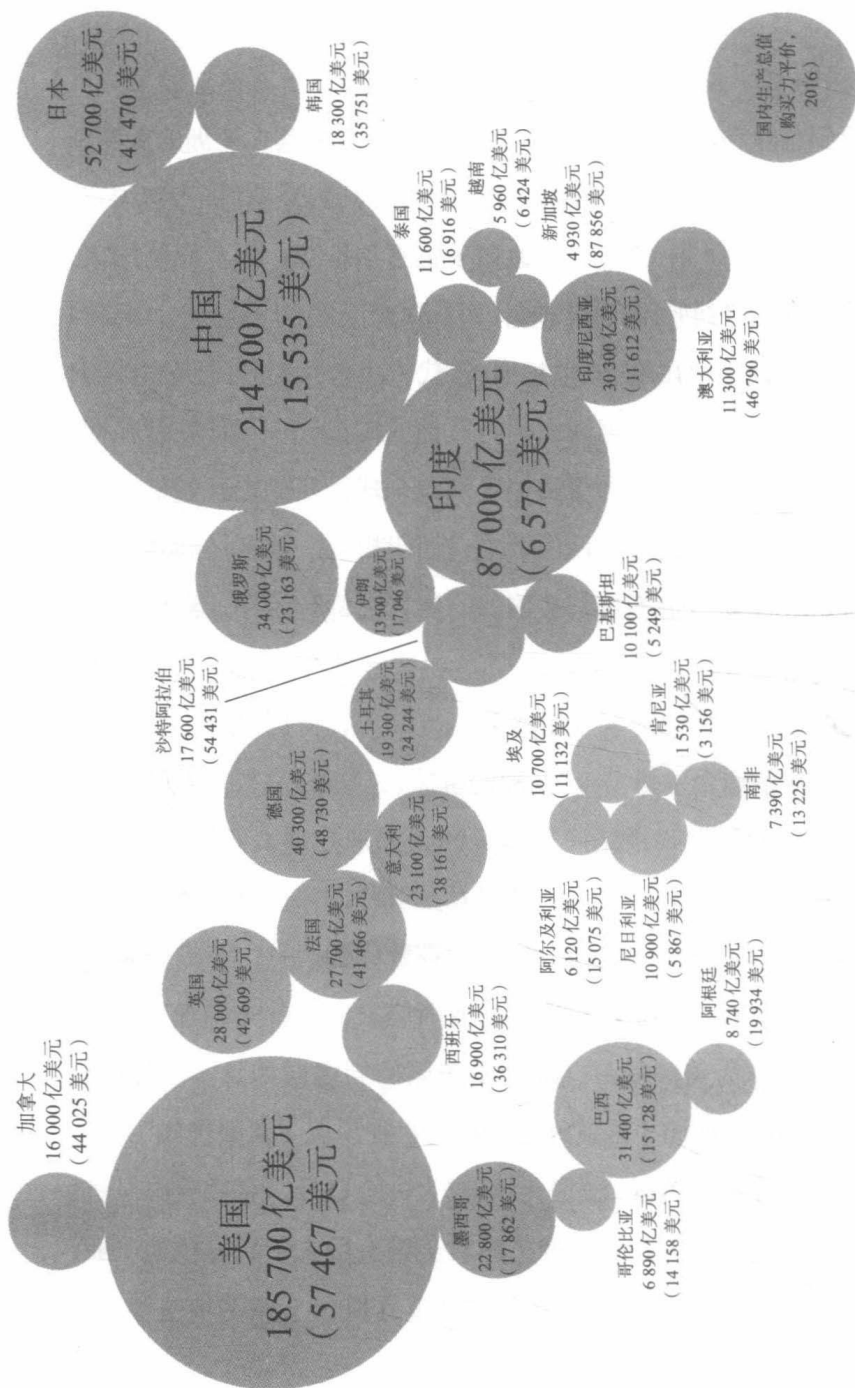 加拿大
16 000 亿美元
(44 025 美元)
美国
185 700 亿美元
(57 467 美元)
墨西哥
22 800 亿美元
(17 862 美元)
哥伦比亚
6 890 亿美元
(14 158 美元)
巴西
31 400 亿美元
(15 128 美元)
阿根廷
8 740 亿美元
(19 934 美元)
英国
28 000 亿美元
(42 609 美元)
法国
27 700 亿美元
(41 466 美元)
西班牙
16 900 亿美元
(36 310 美元)
德国
40 300 亿美元
(48 730 美元)
意大利
23 100 亿美元
(38 161 美元)
阿尔及利亚
6 120 亿美元
(15 075 美元)
尼日利亚
10 900 亿美元
(5 867 美元)
埃及
10 700 亿美元
(11 132 美元)
肯尼亚
1 530 亿美元
(3 156 美元)
南非
7 390 亿美元
(13 225 美元)
沙特阿拉伯
17 600 亿美元
(54 431 美元)
土耳其
19 300 亿美元
(24 244 美元)
俄罗斯
34 000 亿美元
(23 163 美元)
伊朗
13 500 亿美元
(17 046 美元)
巴基斯坦
10 100 亿美元
(5 249 美元)
印度
87 000 亿美元
(6 572 美元)
中国
214 200 亿美元
(15 535 美元)
日本
52 700 亿美元
(41 470 美元)
韩国
18 300 亿美元
(35 751 美元)
泰国
11 600 亿美元
(16 916 美元)
越南
5 960 亿美元
(6 424 美元)
新加坡
4 930 亿美元
(87 856 美元)
印度尼西亚
30 300 亿美元
(11 612 美元)
澳大利亚
11 300 亿美元
(46 790 美元)
国内生产总值
(购买力平价,
2016)